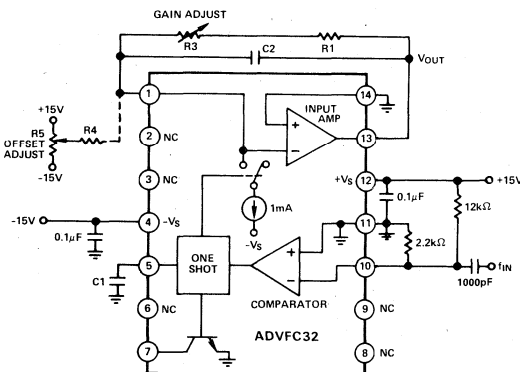 GAIN ADJUST
R3
R1
C2
VOUT
+15V
R5
OFFSET
ADJUST
R4
-15V
1
14
INPUT
AMP
+
−
13
2
NC
3
NC
12
+VS
+15V
0.1µF
12kΩ
1mA
-VS
-15V
4
-VS
0.1µF
11
2.2kΩ
5
C1
ONE
SHOT
+
−
COMPARATOR
10
1000pF
fIN
6
NC
9
NC
ADVFC32
7
8
NC